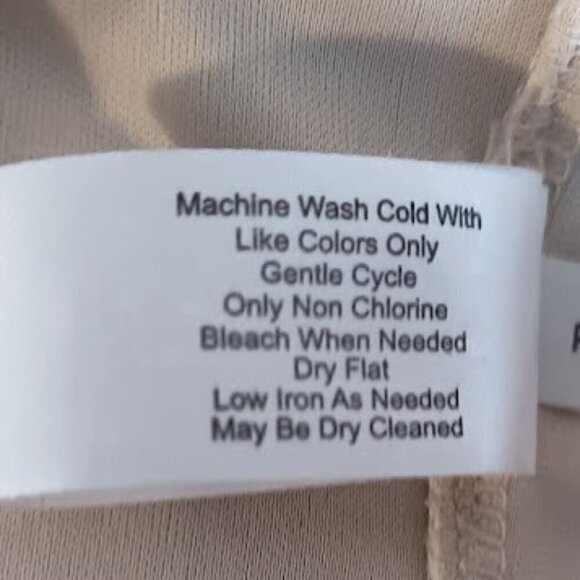 Machine Wash Cold With
Like Colors Only
Gentle Cycle
Only Non Chlorine
Bleach When Needed
Dry Flat
Low Iron As Needed
May Be Dry Cleaned